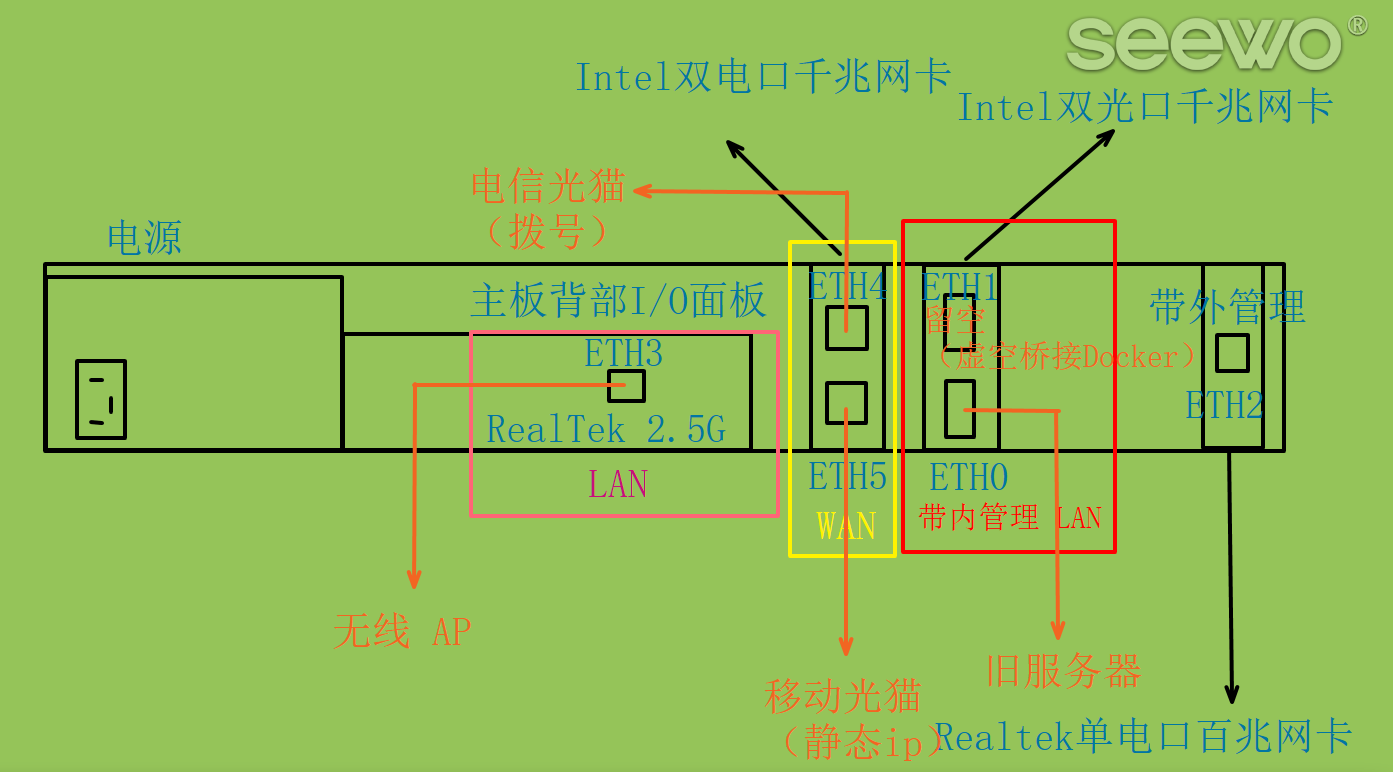 seewo®
Intel双电口千兆网卡
Intel双光口千兆网卡
电信光猫
（拨号）
电源
主板背部I/O面板
ETH4
ETH1
留空
（虚空桥接Docker）
带外管理
ETH3
ETH2
RealTek 2.5G
LAN
ETH5
WAN
ETH0
带内管理 LAN
无线 AP
移动光猫
（静态ip）
旧服务器
Realtek单电口百兆网卡